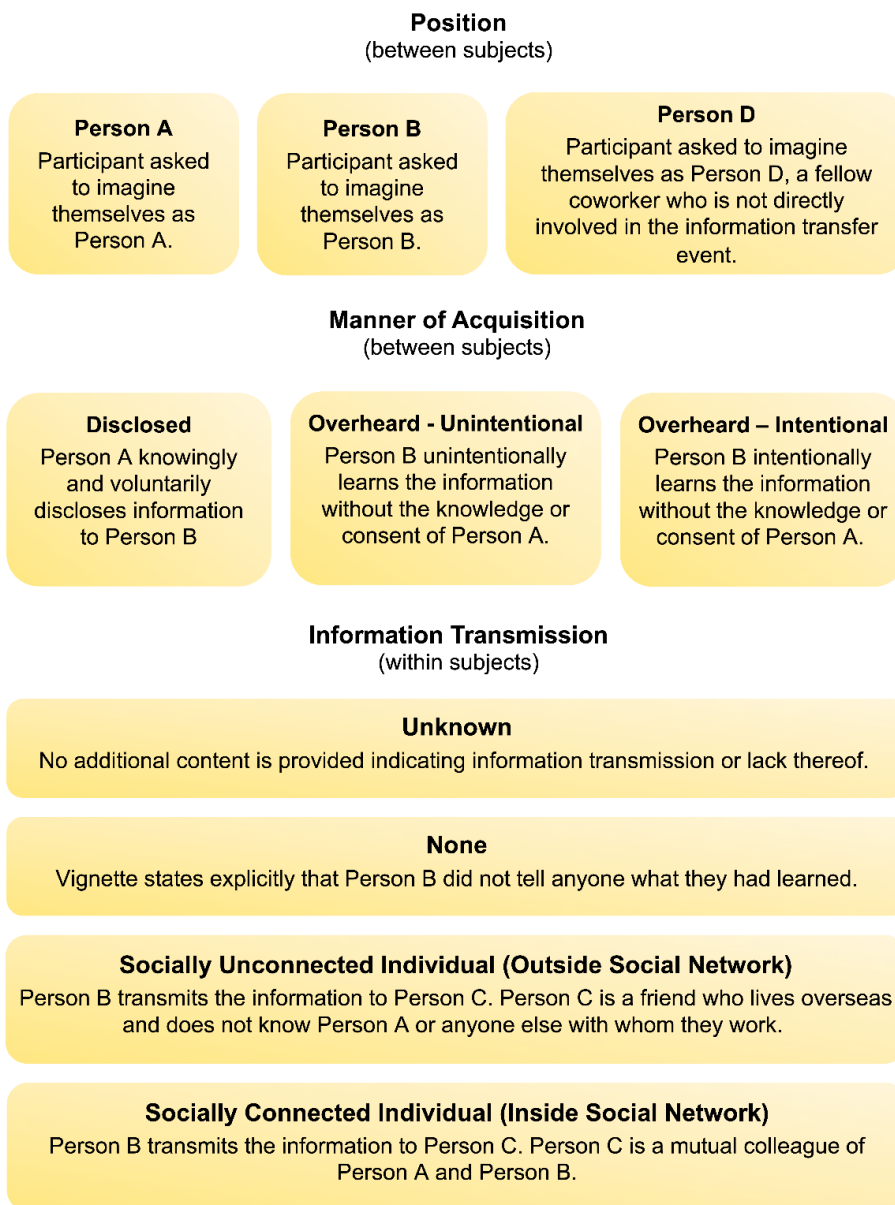 Position
(between subjects)
Person A
Participant asked
to imagine
themselves as
Person A.
Person B
Participant asked
to imagine
themselves as
Person B.
Person D
Participant asked to imagine
themselves as Person D, a fellow
coworker who is not directly
involved in the information transfer
event.
Manner of Acquisition
(between subjects)
Disclosed
Person A knowingly
and voluntarily
discloses information
to Person B
Overheard - Unintentional
Person B unintentionally
learns the information
without the knowledge or
consent of Person A.
Overheard – Intentional
Person B intentionally
learns the information
without the knowledge or
consent of Person A.
Information Transmission
(within subjects)
Unknown
No additional content is provided indicating information transmission or lack thereof.
None
Vignette states explicitly that Person B did not tell anyone what they had learned.
Socially Unconnected Individual (Outside Social Network)
Person B transmits the information to Person C. Person C is a friend who lives overseas
and does not know Person A or anyone else with whom they work.
Socially Connected Individual (Inside Social Network)
Person B transmits the information to Person C. Person C is a mutual colleague of
Person A and Person B.